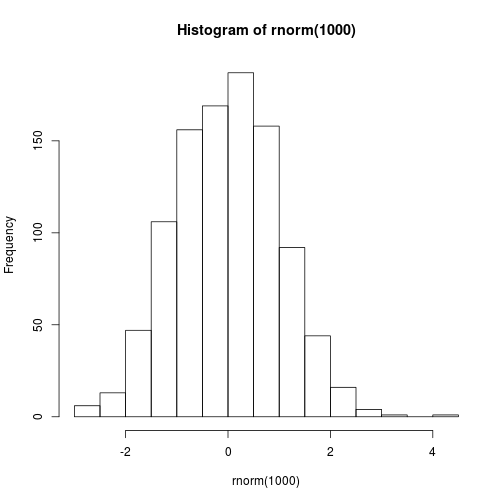 Histogram of rnorm(1000)
Frequency
150
100
50
0
-2 0 2 4
rnorm(1000)